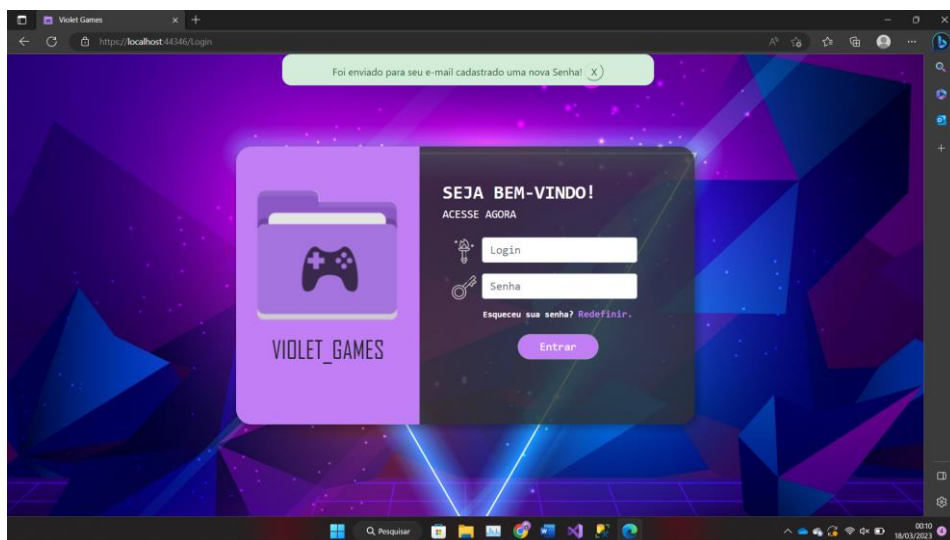 Violet Games
https://localhost:44346/Login
Foi enviado para seu e-mail cadastrado uma nova Senha! X
SEJA BEM-VINDO!
ACESSE AGORA
Login
Senha
Esqueceu sua senha? Redefinir.
Entrar
VIOLET_GAMES
Pesquisar
00:10
18/03/2023